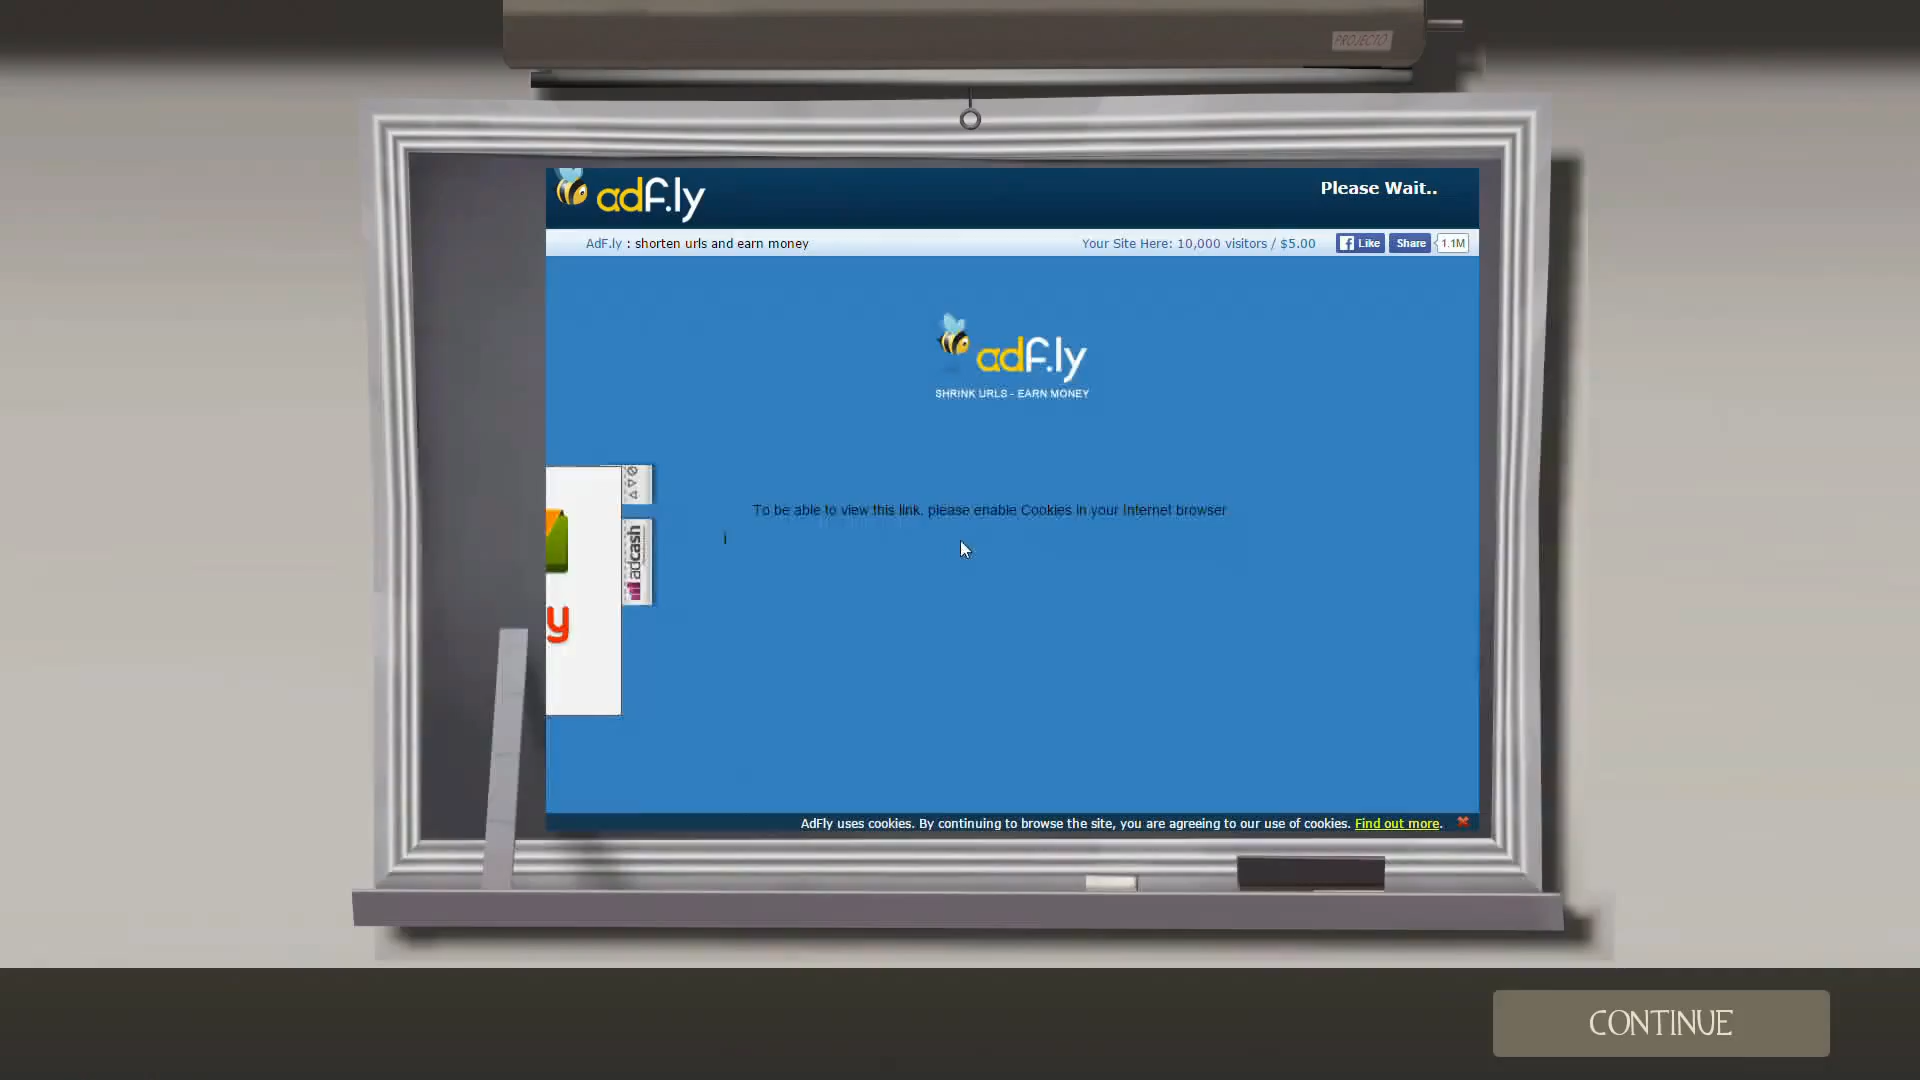 PROJECTO
adf.ly
Please Wait..
AdF.ly : shorten urls and earn money
Your Site Here: 10,000 visitors / $5.00
Like
Share
1.1M
adf.ly
SHRINK URLS - EARN MONEY
To be able to view this link, please enable Cookies in your Internet browser
adcash
y
AdFly uses cookies. By continuing to browse the site, you are agreeing to our use of cookies. Find out more.
CONTINUE